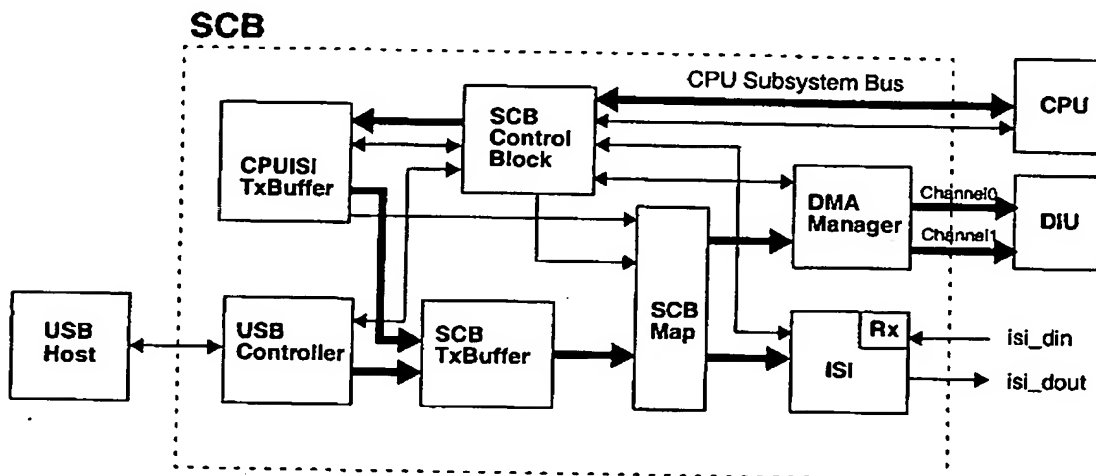 SCB
CPU Subsystem Bus
CPU
SCB
Control
Block
CPUISI
TxBuffer
DMA
Manager
Channel0
Channel1
DIU
SCB
Map
USB
Host
USB
Controller
SCB
TxBuffer
Rx
ISI
isi_din
isi_dout